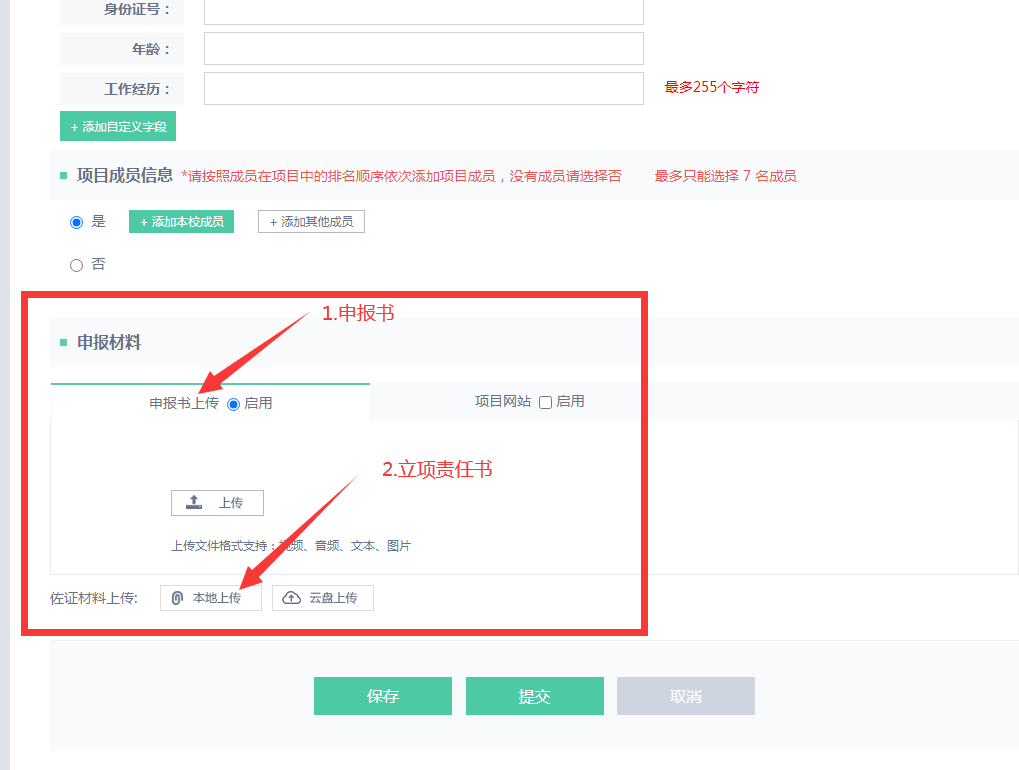 身份证号：
年龄：
工作经历：
最多255个字符
+ 添加自定义字段
项目成员信息 *请按照成员在项目中的排名顺序依次添加项目成员，没有成员请选择否 最多只能选择 7 名成员
是 + 添加本校成员 + 添加其他成员
否
1.申报书
申报材料
申报书上传 启用 项目网站 启用
2.立项责任书
上传
上传文件格式支持：视频、音频、文本、图片
佐证材料上传: 本地上传 云盘上传
保存 提交 取消